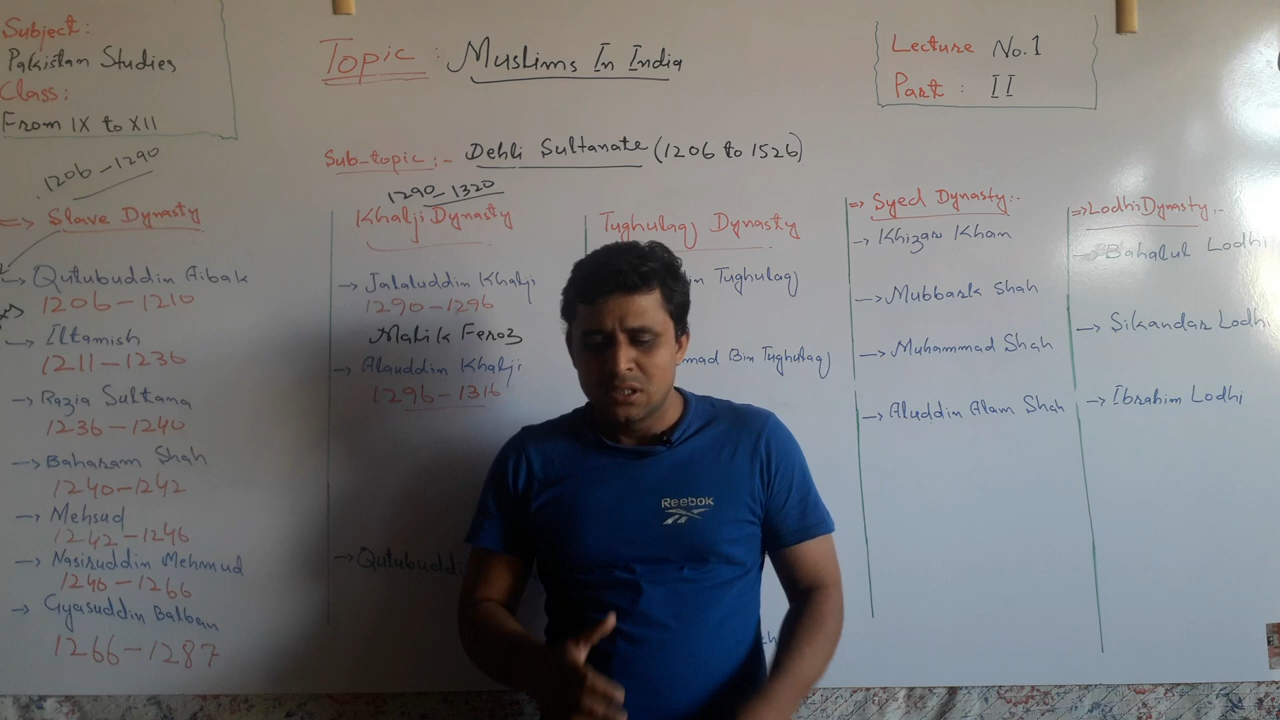 Subject:
Pakistan Studies
Class:
From IX to XII
Topic : Muslims In India
Lecture No.1
Part : II
Sub-topic :- Dehli Sultanate (1206 to 1526)
1206-1290
=> Slave Dynasty
-> Qutubuddin Aibak
1206-1210
-> Iltamish
1211-1236
-> Razia Sultana
1236-1240
-> Baharam Shah
1240-1242
-> Mehsud
1242-1246
-> Nasiruddin Mehmud
1246-1266
-> Gyasuddin Balban
1266-1287
1290-1320
Khalji Dynasty
-> Jalaluddin Khalji
1290-1296
Malik Feroz
-> Alauddin Khalji
1296-1316
-> Qutubuddi
Tughulaq Dynasty
in Tughulaq
mad Bin Tughulaq
=> Syed Dynasty:-
-> Khizar Khan
-> Mubbark Shah
-> Muhammad Shah
-> Aluddin Alam Shah
=> Lodhi Dynasty:-
Bahalul Lodhi
-> Sikandar Lodhi
-> Ibrahim Lodhi
Reebok